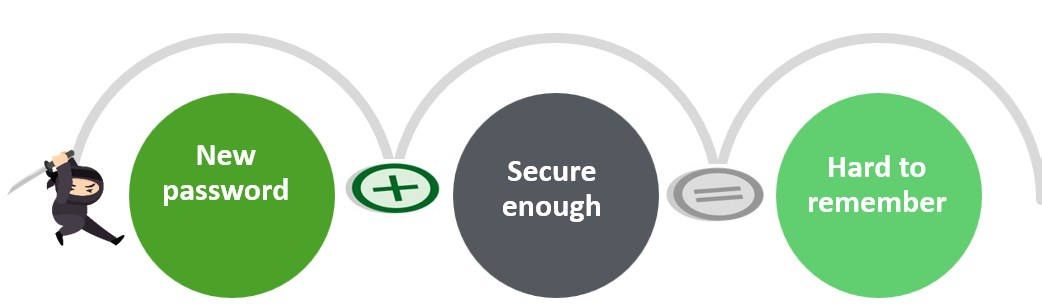 New
password
+
Secure
enough
=
Hard to
remember